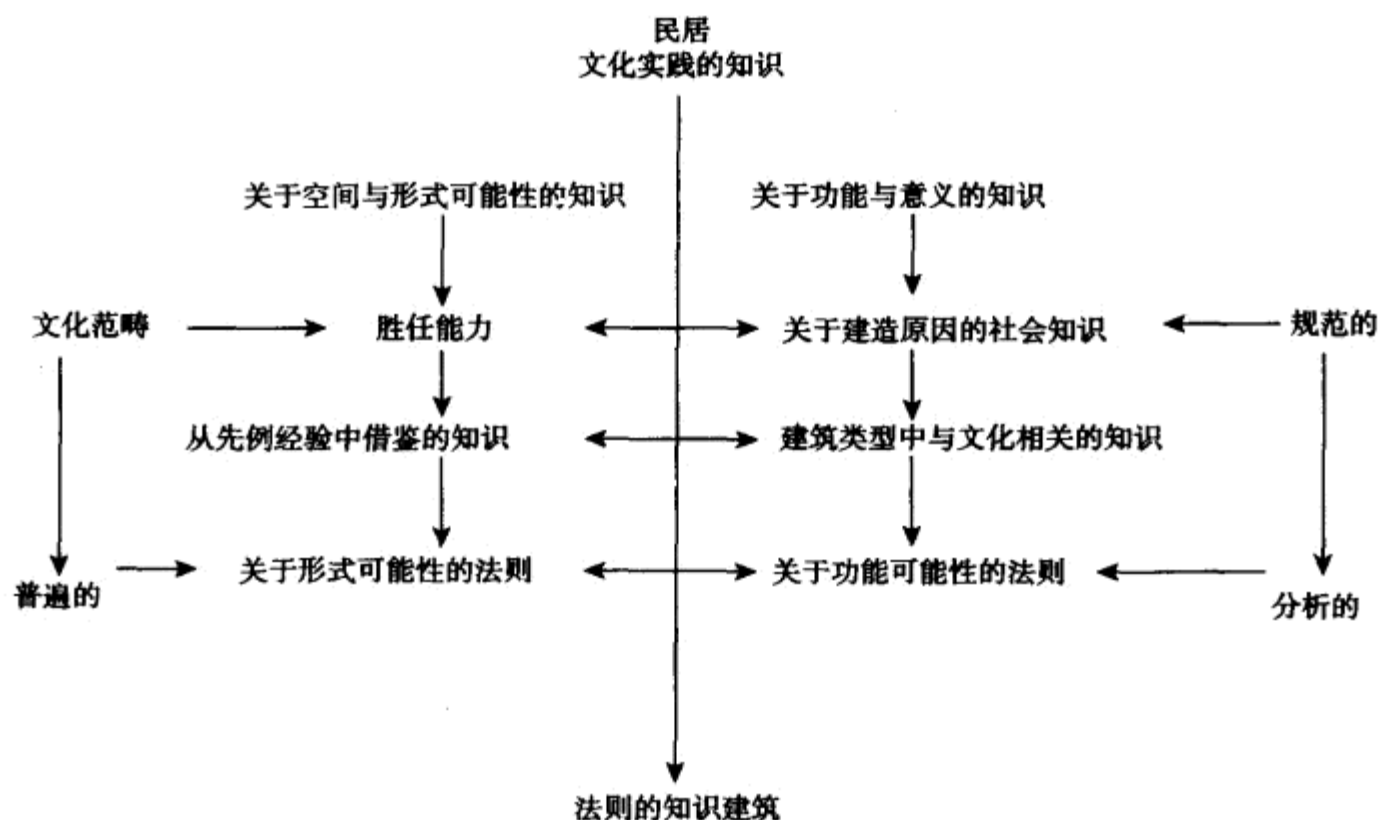 民居
文化实践的知识
关于空间与形式可能性的知识
关于功能与意义的知识
文化范畴
胜任能力
关于建造原因的社会知识
规范的
从先例经验中借鉴的知识
建筑类型中与文化相关的知识
普遍的
关于形式可能性的法则
关于功能可能性的法则
分析的
法则的知识建筑